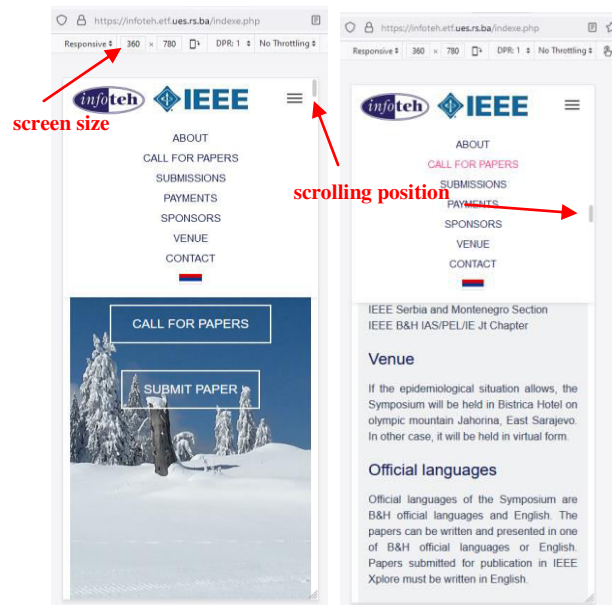 https://infoteh.etf.ues.rs.ba/indexe.php
Responsive 360 × 780 DPR: 1 No Throttling
infoteh IEEE
screen size
ABOUT
CALL FOR PAPERS
SUBMISSIONS
PAYMENTS
SPONSORS
VENUE
CONTACT
CALL FOR PAPERS
SUBMIT PAPER
scrolling position
https://infoteh.etf.ues.rs.ba/indexe.php
Responsive 360 × 780 DPR: 1 No Throttling
infoteh IEEE
ABOUT
CALL FOR PAPERS
SUBMISSIONS
PAYMENTS
SPONSORS
VENUE
CONTACT
IEEE Serbia and Montenegro Section
IEEE B&H IAS/PEL/IE Jt Chapter
Venue
If the epidemiological situation allows, the
Symposium will be held in Bistrica Hotel on
olympic mountain Jahorina, East Sarajevo.
In other case, it will be held in virtual form.
Official languages
Official languages of the Symposium are
B&H official languages and English. The
papers can be written and presented in one
of B&H official languages or English.
Papers submitted for publication in IEEE
Xplore must be written in English.